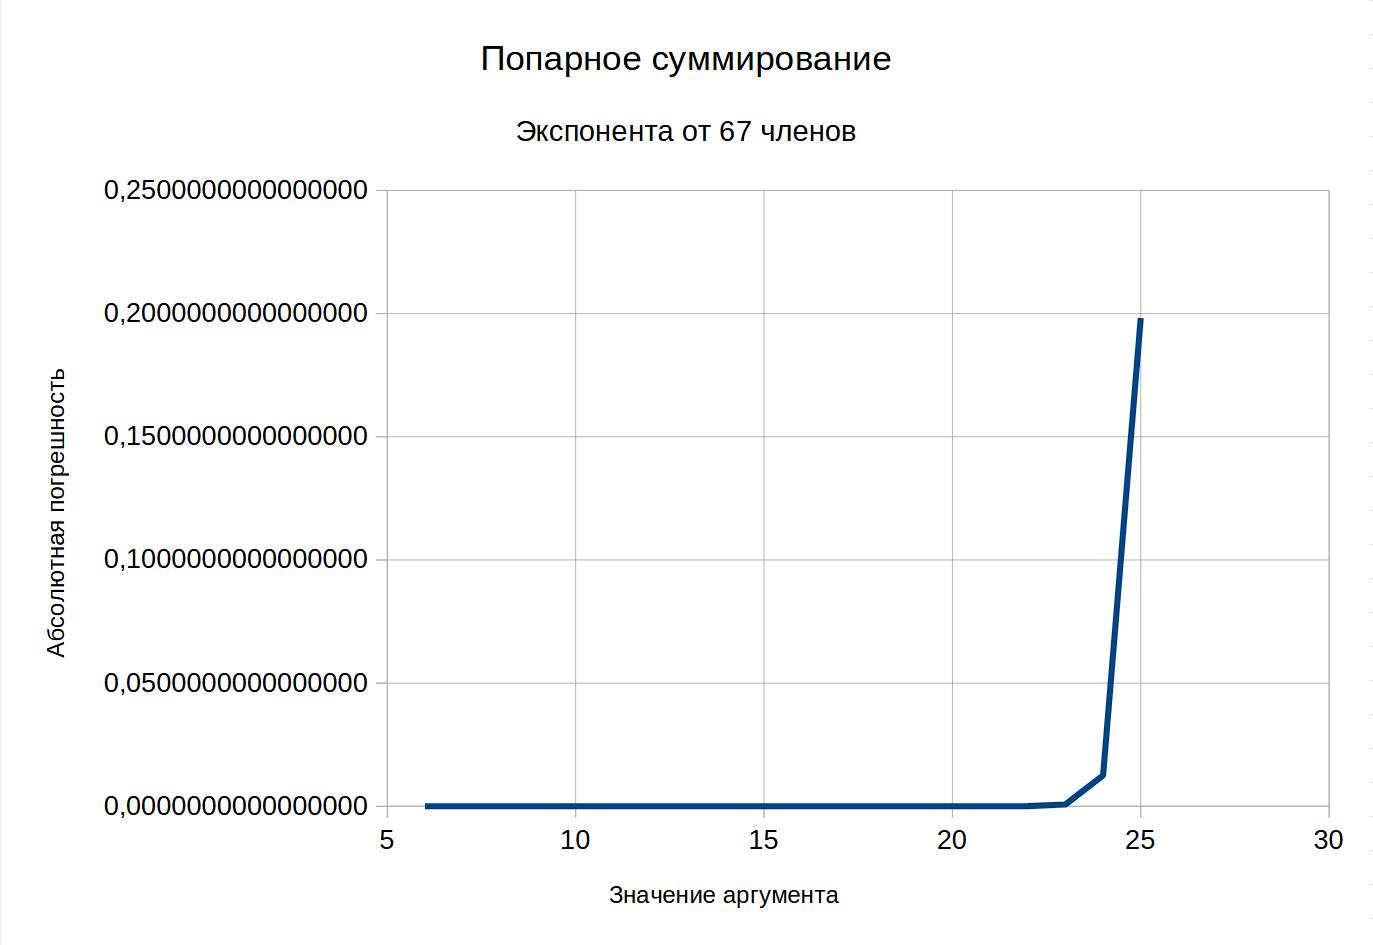 Попарное суммирование
Экспонента от 67 членов
0,2500000000000000
0,2000000000000000
0,1500000000000000
0,1000000000000000
0,0500000000000000
0,0000000000000000
Абсолютная погрешность
5 10 15 20 25 30
Значение аргумента